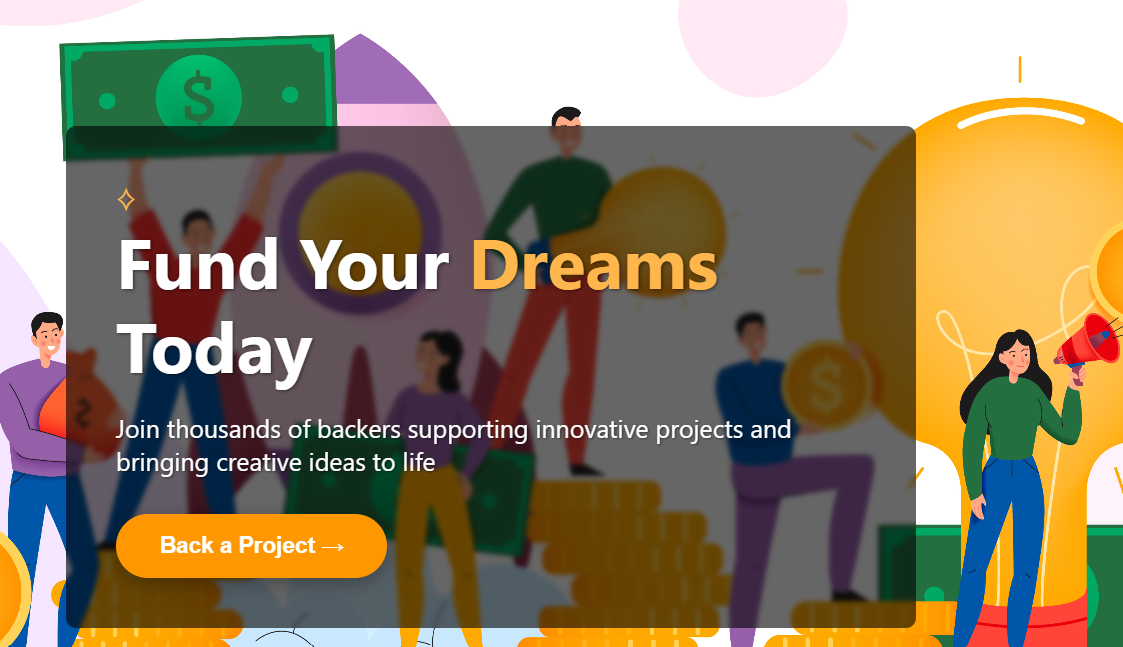 $
Fund Your Dreams
Today
$
Join thousands of backers supporting innovative projects and
bringing creative ideas to life
Back a Project →